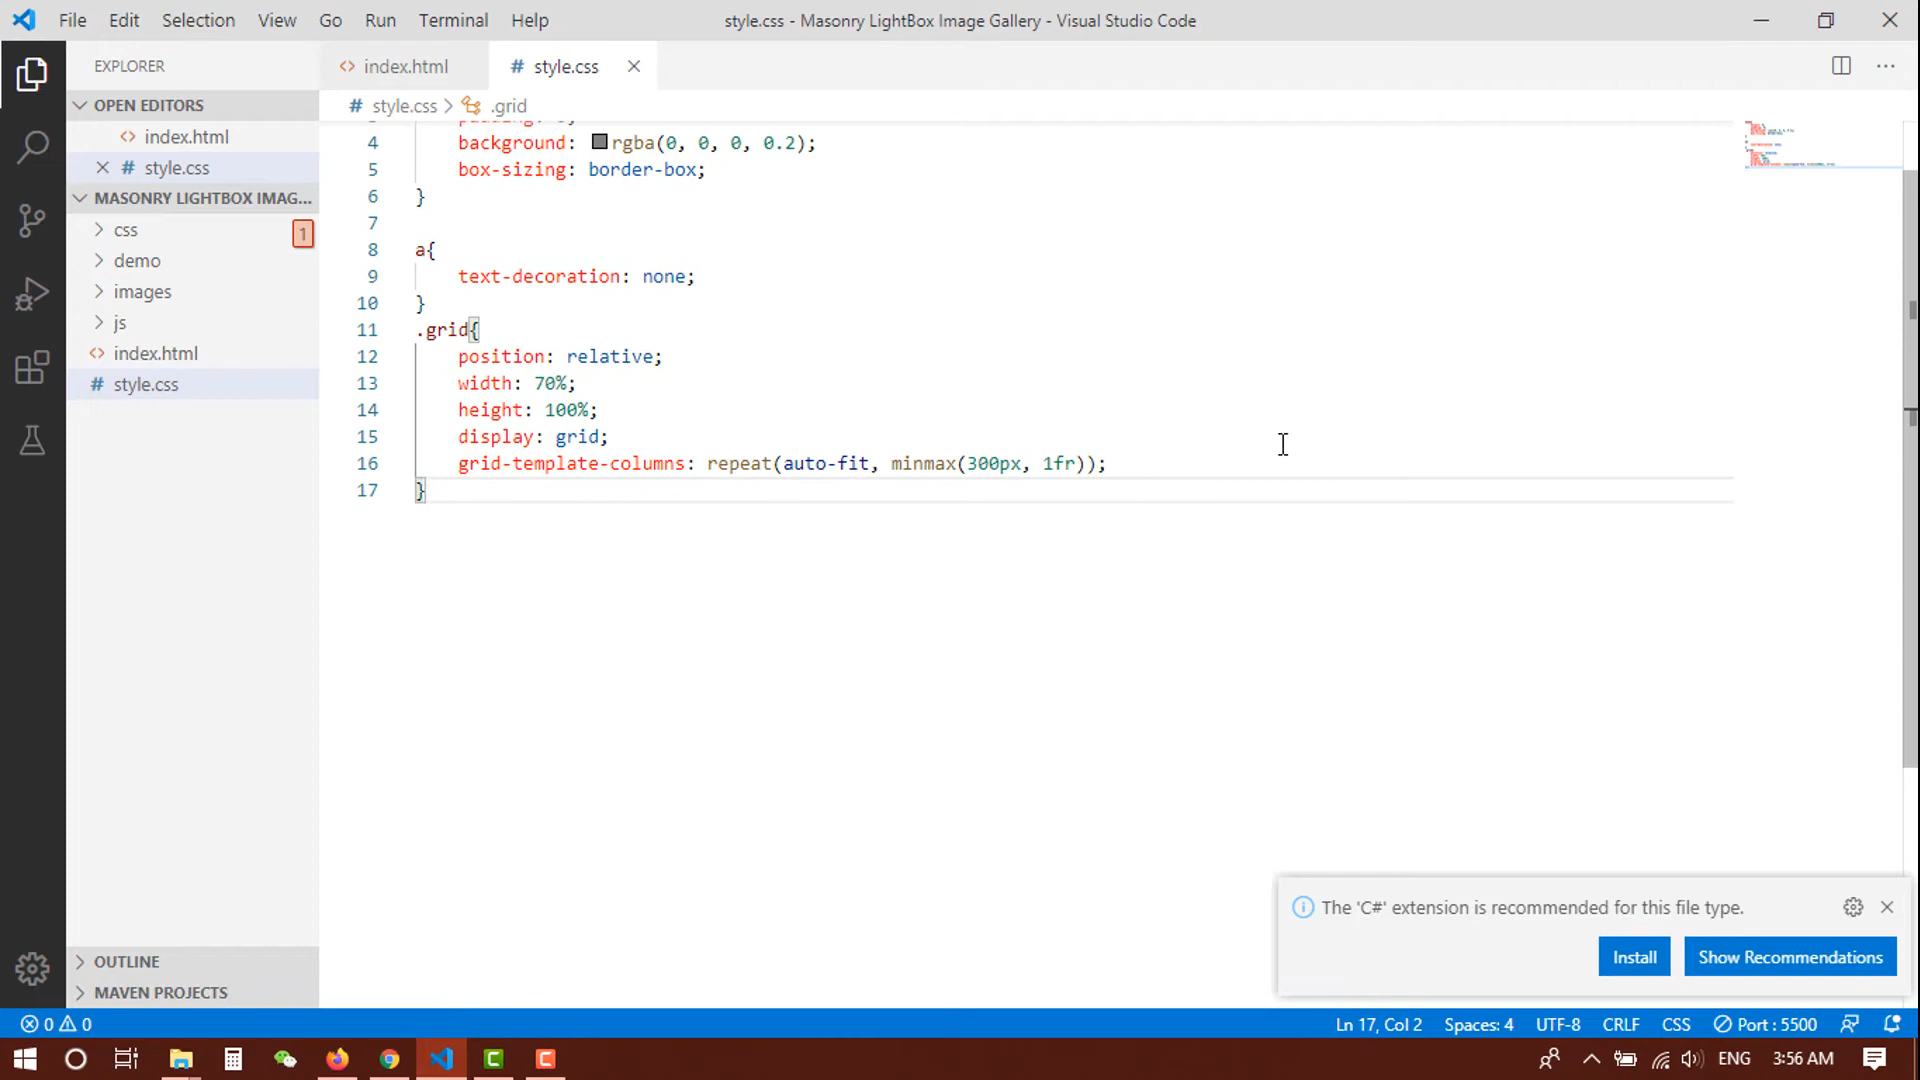 File Edit Selection View Go Run Terminal Help
style.css - Masonry LightBox Image Gallery - Visual Studio Code
EXPLORER
OPEN EDITORS
<> index.html
# style.css
MASONRY LIGHTBOX IMAG...
css 1
demo
images
js
<> index.html
# style.css
OUTLINE
MAVEN PROJECTS
<> index.html # style.css
# style.css > .grid
4 background: rgba(0, 0, 0, 0.2);
5 box-sizing: border-box;
6 }
7
8 a{
9 text-decoration: none;
10 }
11 .grid{
12 position: relative;
13 width: 70%;
14 height: 100%;
15 display: grid;
16 grid-template-columns: repeat(auto-fit, minmax(300px, 1fr));
17 }
The 'C#' extension is recommended for this file type.
Install Show Recommendations
0 0 Ln 17, Col 2 Spaces: 4 UTF-8 CRLF CSS Port : 5500
ENG 3:56 AM